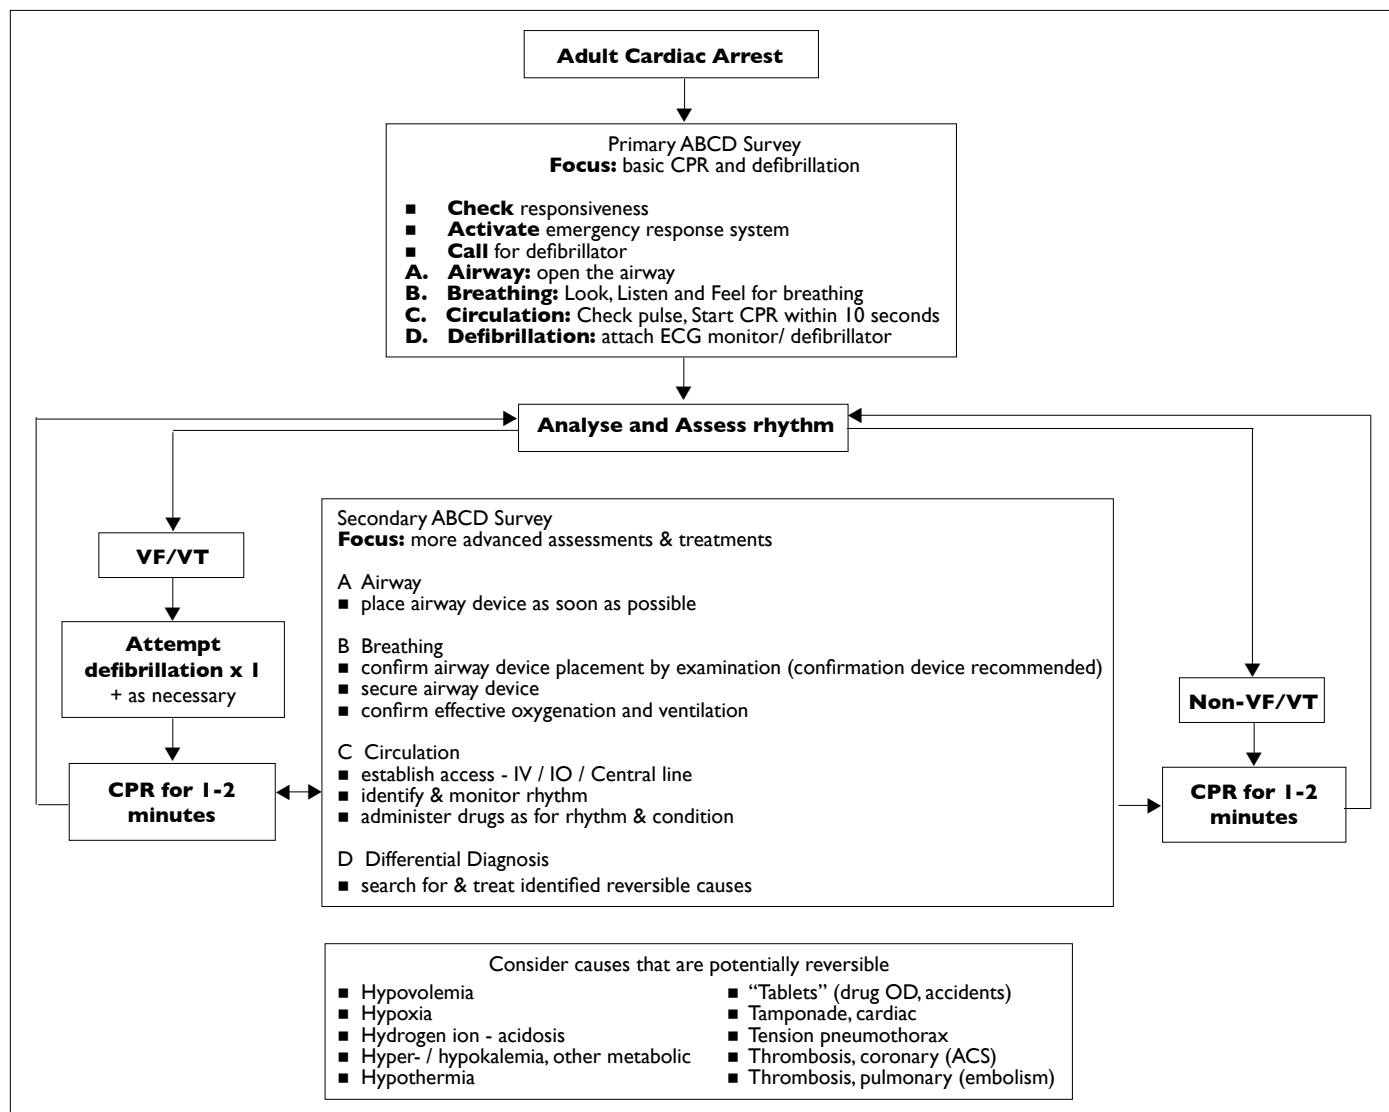 Adult Cardiac Arrest
Primary ABCD Survey
Focus: basic CPR and defibrillation
■ Check responsiveness
■ Activate emergency response system
■ Call for defibrillator
A. Airway: open the airway
B. Breathing: Look, Listen and Feel for breathing
C. Circulation: Check pulse, Start CPR within 10 seconds
D. Defibrillation: attach ECG monitor/ defibrillator
Analyse and Assess rhythm
VF/VT
Attempt
defibrillation x 1
+ as necessary
CPR for 1-2
minutes
Secondary ABCD Survey
Focus: more advanced assessments & treatments
A Airway
■ place airway device as soon as possible
B Breathing
■ confirm airway device placement by examination (confirmation device recommended)
■ secure airway device
■ confirm effective oxygenation and ventilation
C Circulation
■ establish access - IV / IO / Central line
■ identify & monitor rhythm
■ administer drugs as for rhythm & condition
D Differential Diagnosis
■ search for & treat identified reversible causes
Non-VF/VT
CPR for 1-2
minutes
Consider causes that are potentially reversible
■ Hypovolemia
■ Hypoxia
■ Hydrogen ion - acidosis
■ Hyper- / hypokalemia, other metabolic
■ Hypothermia
■ “Tablets” (drug OD, accidents)
■ Tamponade, cardiac
■ Tension pneumothorax
■ Thrombosis, coronary (ACS)
■ Thrombosis, pulmonary (embolism)